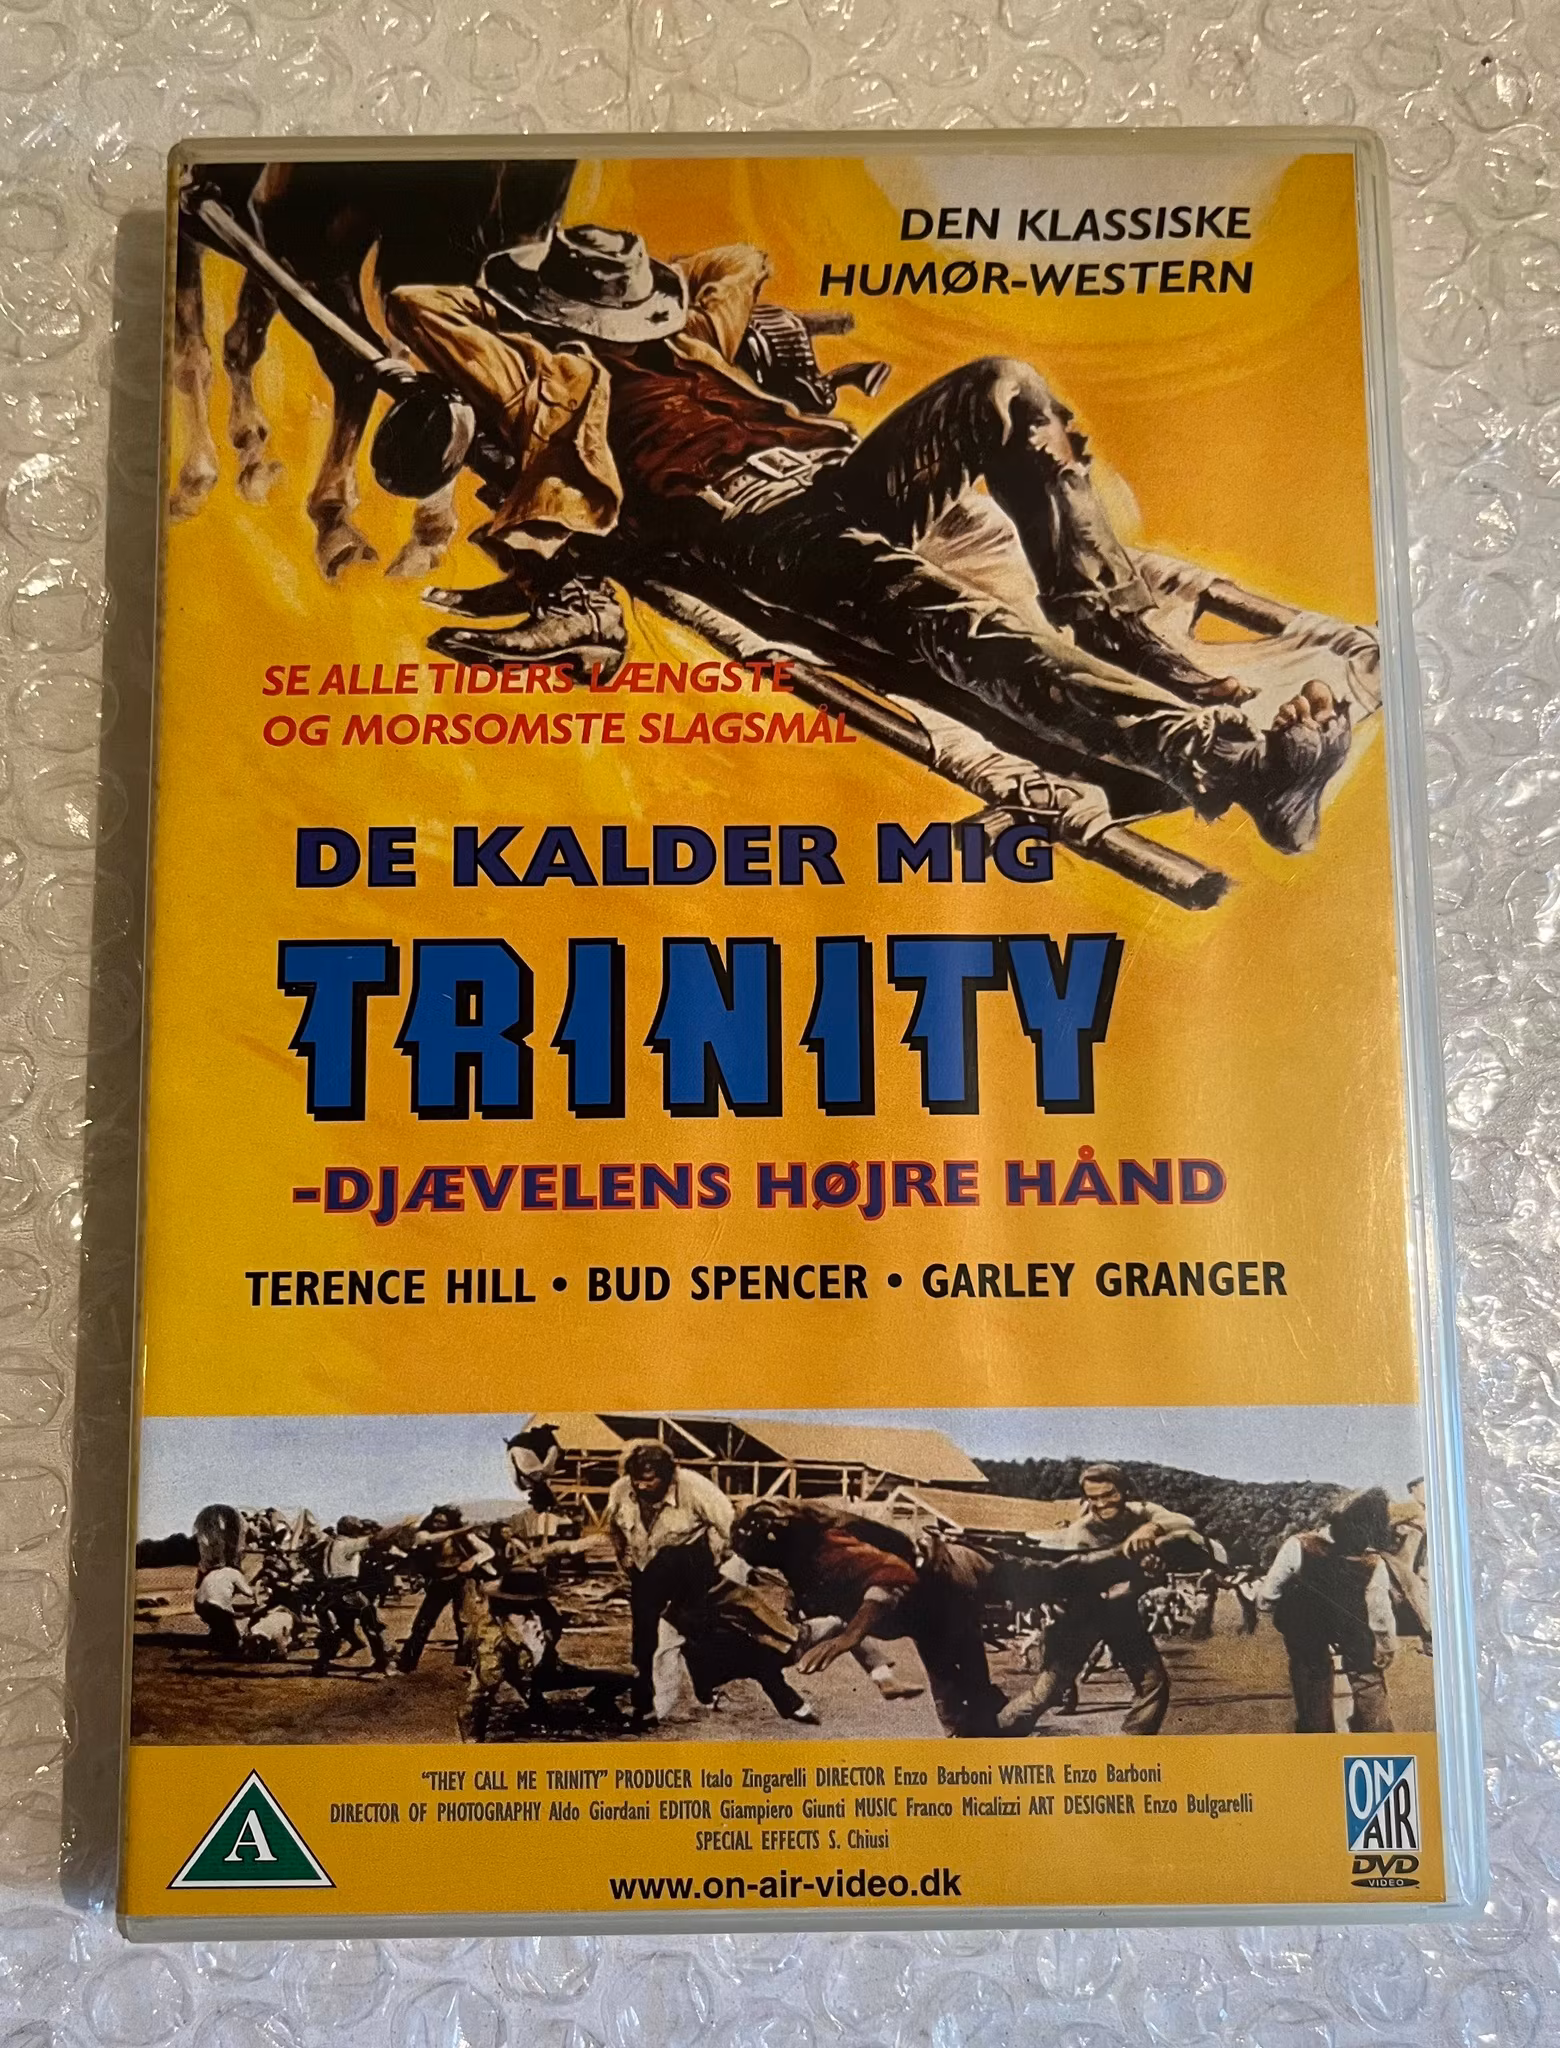 DEN KLASSISKE
HUMØR-WESTERN
SE ALLE TIDERS LÆNGSTE
OG MORSOMSTE SLAGSMÅL
DE KALDER MIG
TRINITY
-DJÆVELENS HØJRE HÅND
TERENCE HILL • BUD SPENCER • GARLEY GRANGER
"THEY CALL ME TRINITY" PRODUCER Italo Zingarelli DIRECTOR Enzo Barboni WRITER Enzo Barboni
DIRECTOR OF PHOTOGRAPHY Aldo Giordani EDITOR Giampiero Giunti MUSIC Franco Micalizzi ART DESIGNER Enzo Bulgarelli
SPECIAL EFFECTS S. Chiusi
www.on-air-video.dk
A
ON
AIR
DVD
VIDEO